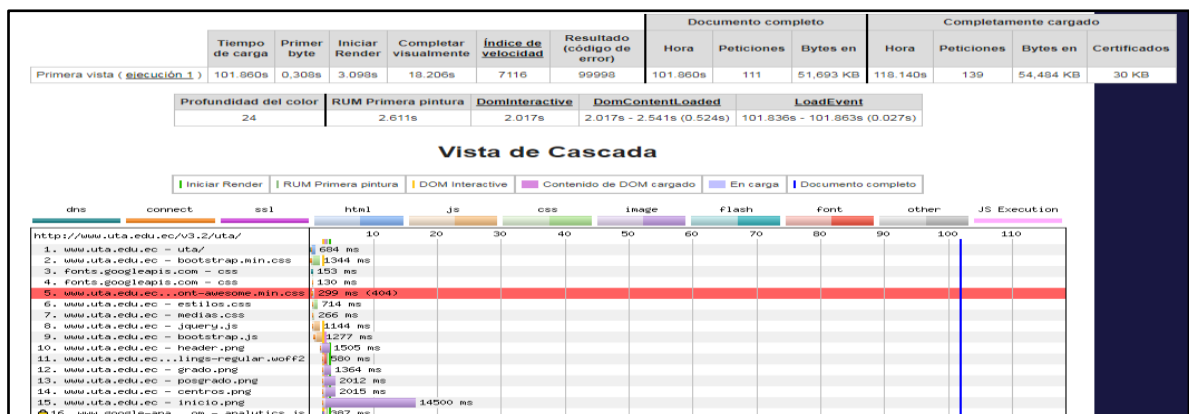 Documento completo Completamente cargado
Tiempo de carga Primer byte Iniciar Render Completar visualmente Índice de velocidad Resultado (código de error) Hora Peticiones Bytes en Hora Peticiones Bytes en Certificados
Primera vista ( ejecución 1 ) 101.860s 0,308s 3.098s 18.206s 7116 99998 101.860s 111 51,693 KB 118.140s 139 54,484 KB 30 KB
Profundidad del color RUM Primera pintura DomInteractive DomContentLoaded LoadEvent
24 2.611s 2.017s 2.017s - 2.541s (0.524s) 101.836s - 101.863s (0.027s)
Vista de Cascada
Iniciar Render RUM Primera pintura DOM Interactive Contenido de DOM cargado En carga Documento completo
dns connect ssl html js css image flash font other JS Execution
http://www.uta.edu.ec/v3.2/uta/ 10 20 30 40 50 60 70 80 90 100 110
1. www.uta.edu.ec - uta/ 684 ms
2. www.uta.edu.ec - bootstrap.min.css 1344 ms
3. fonts.googleapis.com - css 153 ms
4. fonts.googleapis.com - css 130 ms
5. www.uta.edu.ec...ont-awesome.min.css 299 ms (404)
6. www.uta.edu.ec - estilos.css 714 ms
7. www.uta.edu.ec - medias.css 266 ms
8. www.uta.edu.ec - jquery.js 1144 ms
9. www.uta.edu.ec - bootstrap.js 1277 ms
10. www.uta.edu.ec - header.png 1505 ms
11. www.uta.edu.ec...lings-regular.woff2 580 ms
12. www.uta.edu.ec - grado.png 1364 ms
13. www.uta.edu.ec - posgrado.png 2012 ms
14. www.uta.edu.ec - centros.png 2015 ms
15. www.uta.edu.ec - inicio.png 14500 ms
16. www.google-ana...om - analytics.js 387 ms